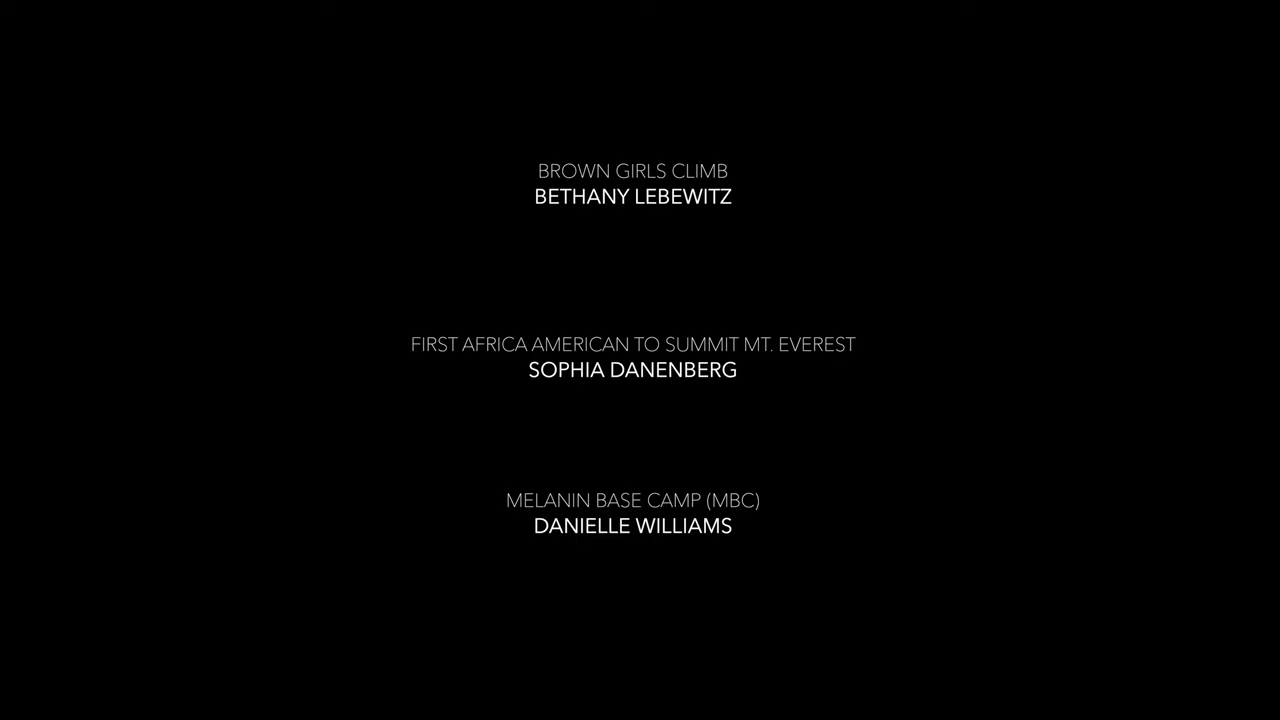 BROWN GIRLS CLIMB
BETHANY LEBEWITZ
FIRST AFRICA AMERICAN TO SUMMIT MT. EVEREST
SOPHIA DANENBERG
MELANIN BASE CAMP (MBC)
DANIELLE WILLIAMS